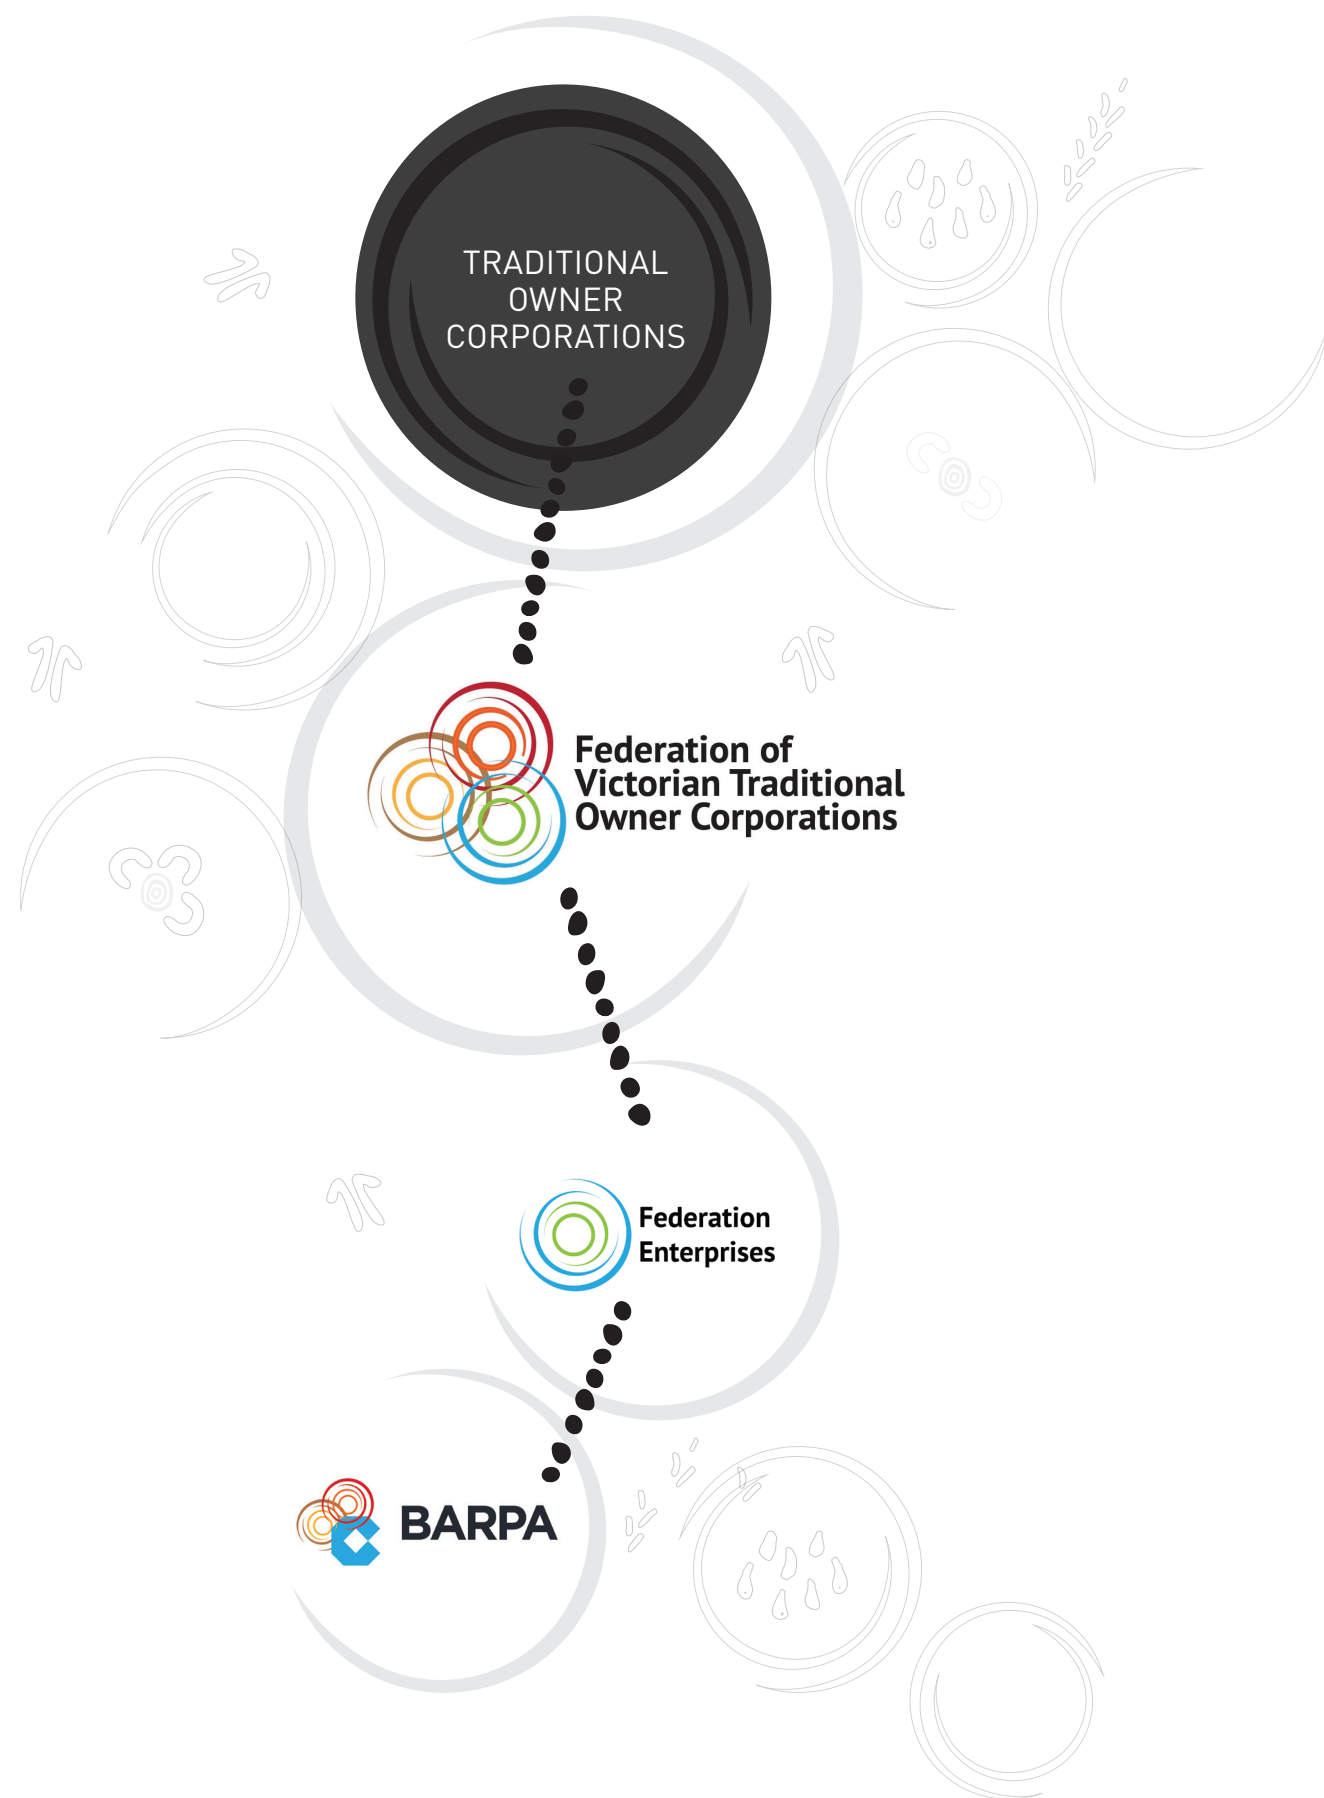 TRADITIONAL
OWNER
CORPORATIONS
Federation of
Victorian Traditional
Owner Corporations
Federation
Enterprises
BARPA